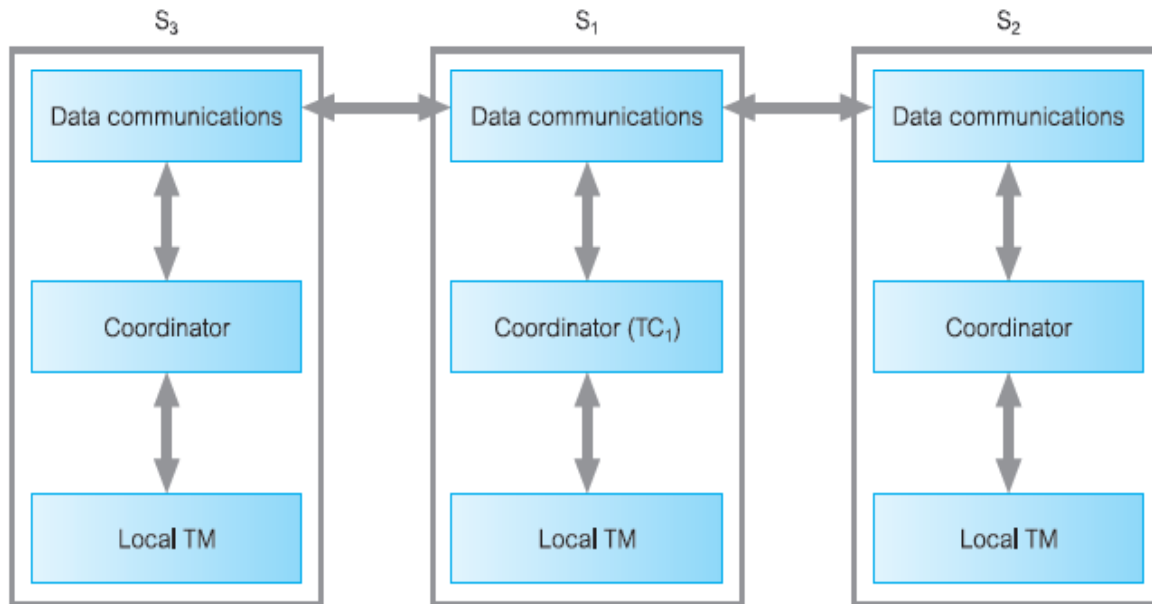 S₃
S₁
S₂
Data communications
Data communications
Data communications
Coordinator
Coordinator (TC₁)
Coordinator
Local TM
Local TM
Local TM